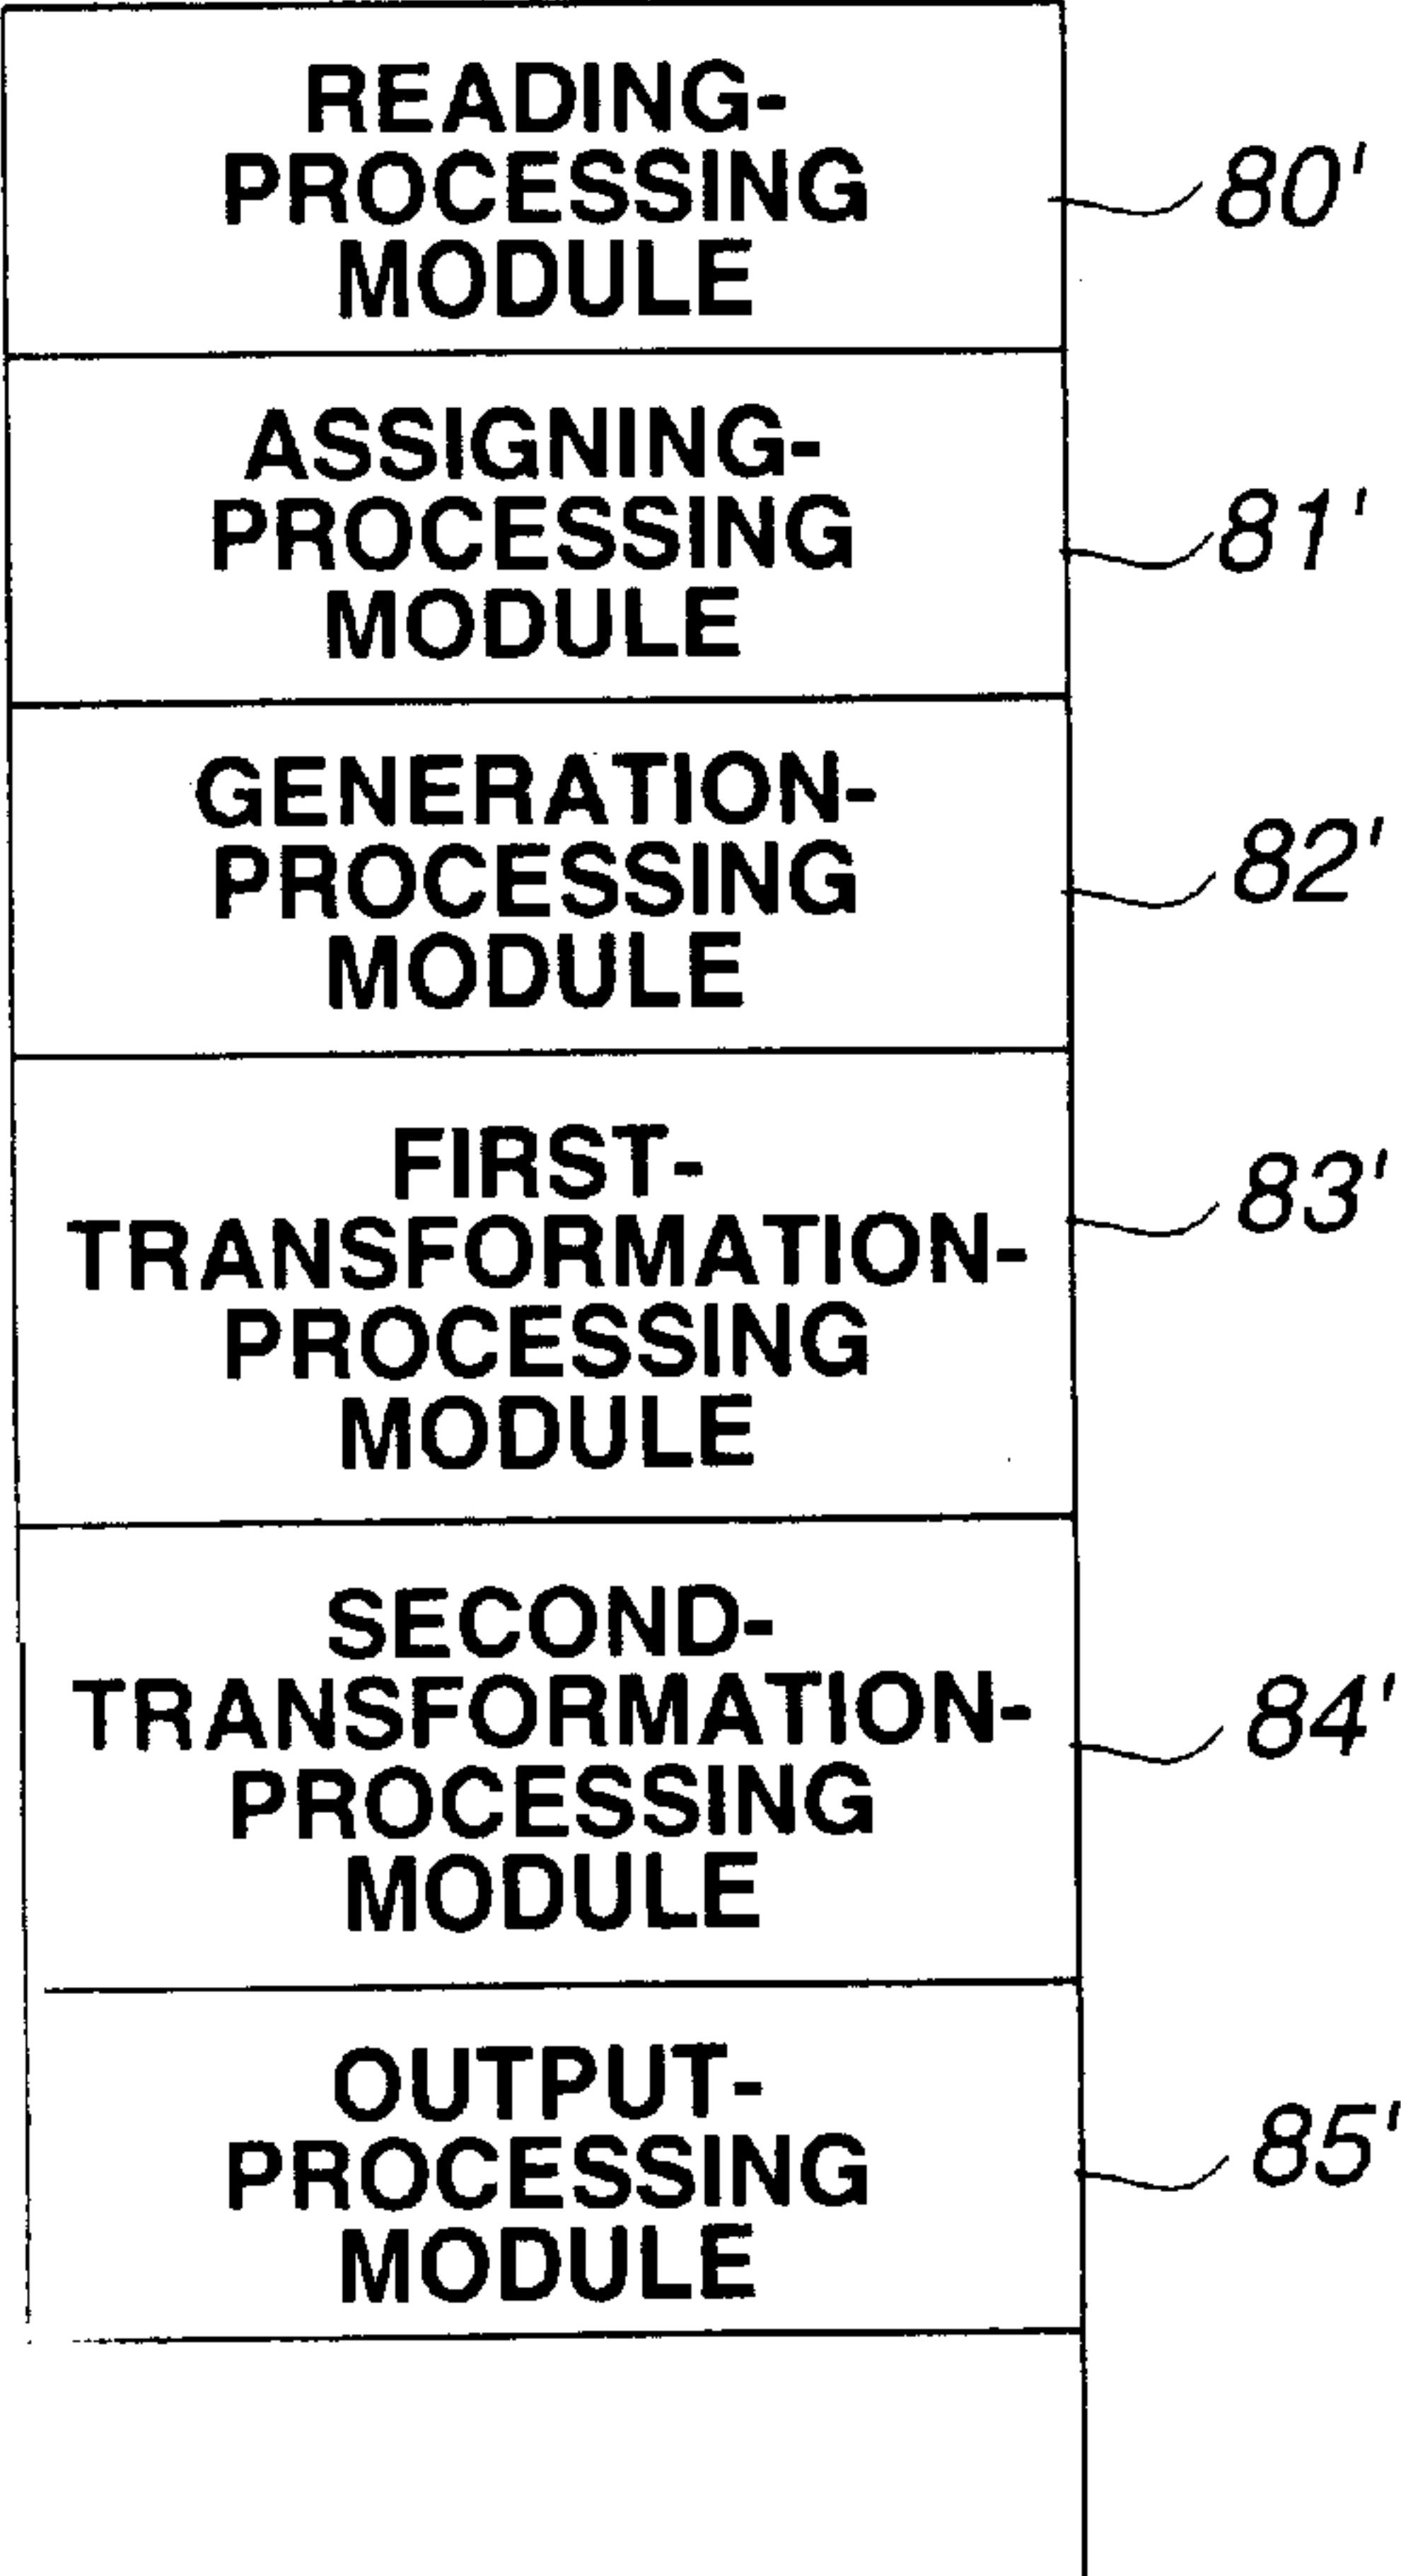 READING-
PROCESSING
MODULE
80'
ASSIGNING-
PROCESSING
MODULE
81'
GENERATION-
PROCESSING
MODULE
82'
FIRST-
TRANSFORMATION-
PROCESSING
MODULE
83'
SECOND-
TRANSFORMATION-
PROCESSING
MODULE
84'
OUTPUT-
PROCESSING
MODULE
85'